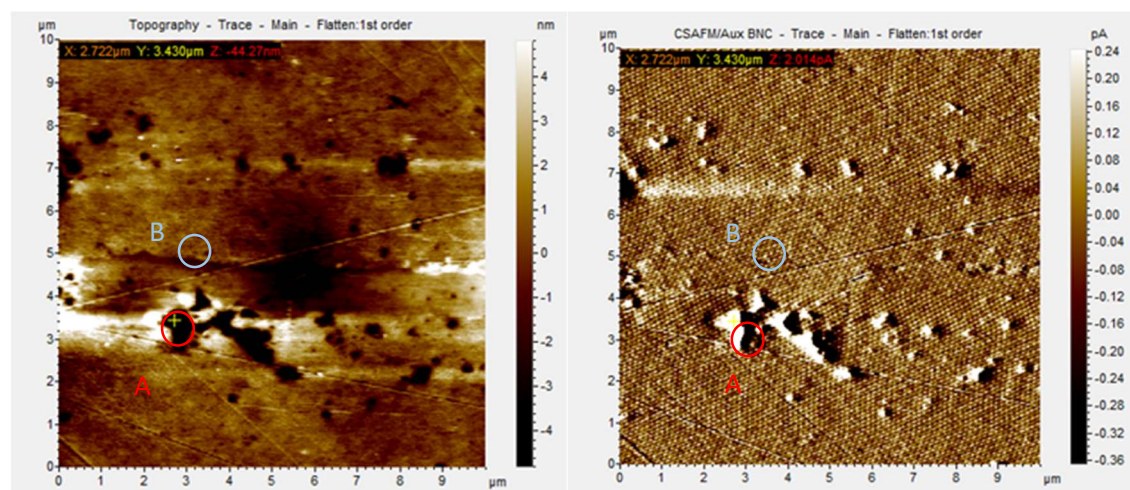 Topography - Trace - Main - Flatten:1st order
µm
nm
X: 2.722µm Y: 3.430µm Z: -44.27nm
10
9
8
7
6
5
4
3
2
1
0
0 1 2 3 4 5 6 7 8 9
µm
4
3
2
1
0
-1
-2
-3
-4
B
A
CSAFM/Aux BNC - Trace - Main - Flatten:1st order
µm
pA
X: 2.722µm Y: 3.430µm Z: 2.014pA
10
9
8
7
6
5
4
3
2
1
0
0 1 2 3 4 5 6 7 8 9
µm
0.24
0.20
0.16
0.12
0.08
0.04
0.00
-0.04
-0.08
-0.12
-0.16
-0.20
-0.24
-0.28
-0.32
-0.36
B
A